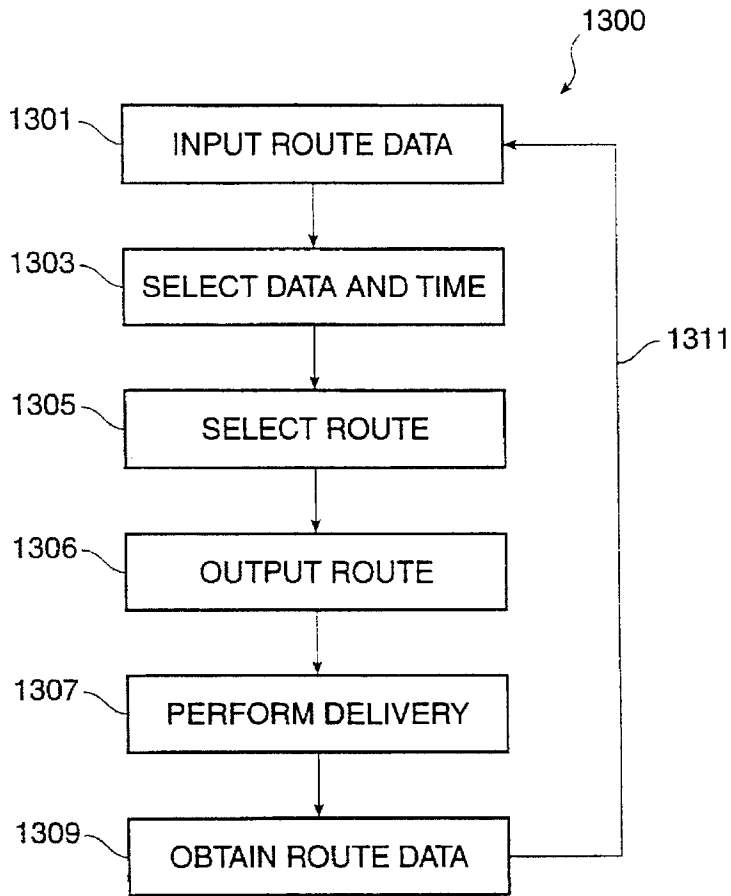 1300
1301
INPUT ROUTE DATA
1303
SELECT DATA AND TIME
1311
1305
SELECT ROUTE
1306
OUTPUT ROUTE
1307
PERFORM DELIVERY
1309
OBTAIN ROUTE DATA